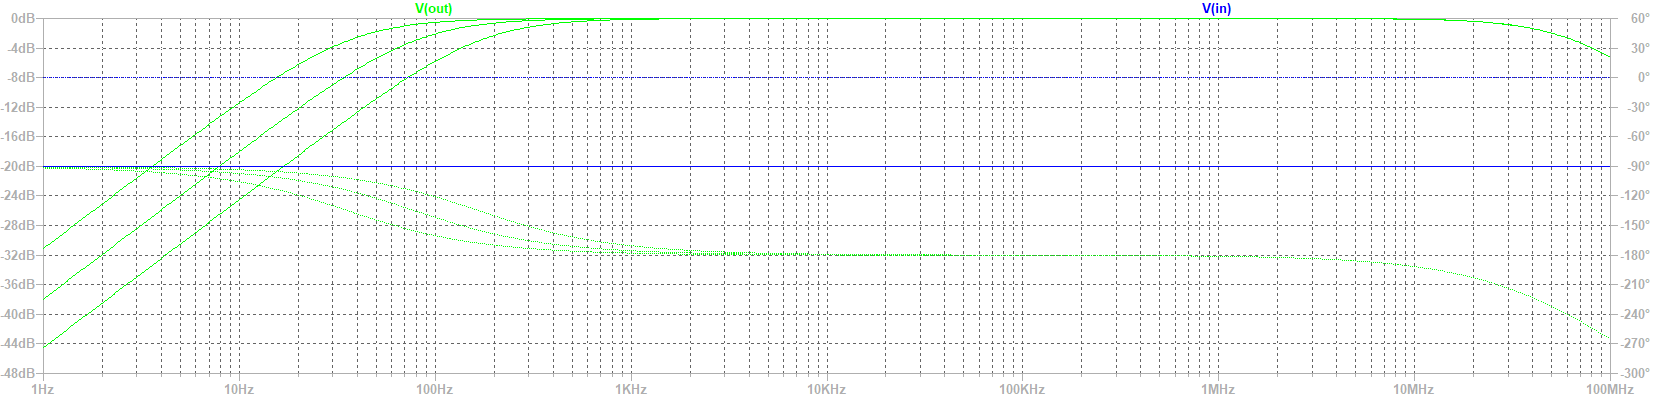 V(out) V(in)
0dB 60°
-4dB 30°
-8dB 0°
-12dB -30°
-16dB -60°
-20dB -90°
-24dB -120°
-28dB -150°
-32dB -180°
-36dB -210°
-40dB -240°
-44dB -270°
-48dB -300°
1Hz 10Hz 100Hz 1KHz 10KHz 100KHz 1MHz 10MHz 100MHz